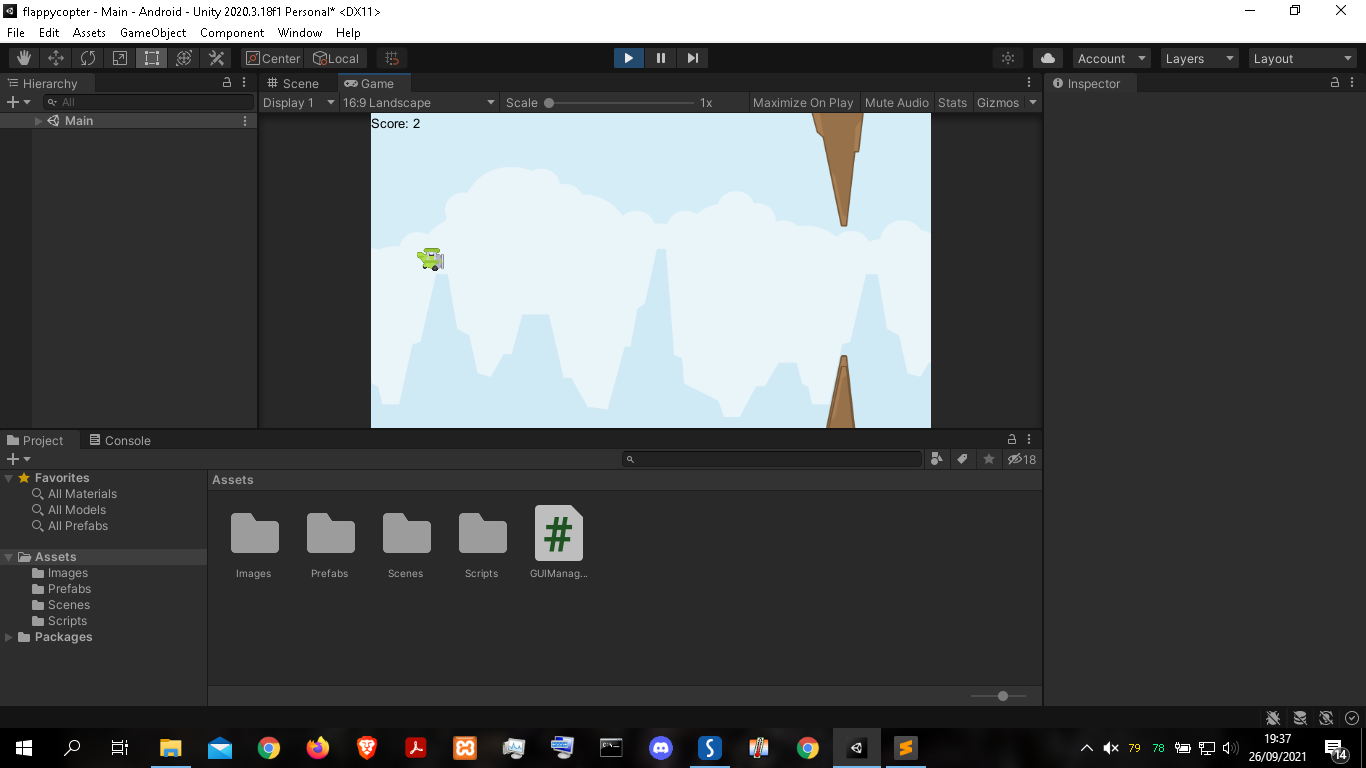 flappycopter - Main - Android - Unity 2020.3.18f1 Personal* <DX11>
File Edit Assets GameObject Component Window Help
Center Local Account Layers Layout
Hierarchy Scene Game Inspector
All Display 1 16:9 Landscape Scale 1x Maximize On Play Mute Audio Stats Gizmos
Main
Score: 2
Project Console
18
Favorites
All Materials
All Models
All Prefabs
Assets
Images
Prefabs
Scenes
Scripts
Packages
Assets
Images Prefabs Scenes Scripts GUIManag...
79 78 19:37
26/09/2021 14